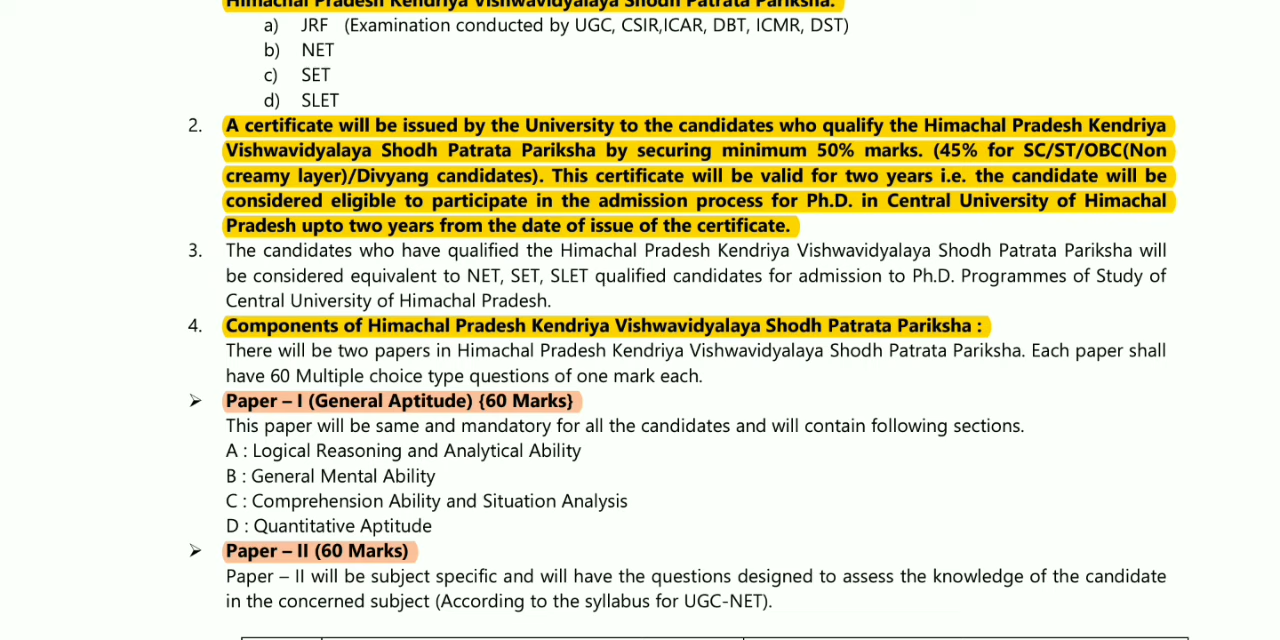 Himachal Pradesh Kendriya Vishwavidyalaya Shodh Patrata Pariksha.
a) JRF (Examination conducted by UGC, CSIR,ICAR, DBT, ICMR, DST)
b) NET
c) SET
d) SLET
2. A certificate will be issued by the University to the candidates who qualify the Himachal Pradesh Kendriya
Vishwavidyalaya Shodh Patrata Pariksha by securing minimum 50% marks. (45% for SC/ST/OBC(Non
creamy layer)/Divyang candidates). This certificate will be valid for two years i.e. the candidate will be
considered eligible to participate in the admission process for Ph.D. in Central University of Himachal
Pradesh upto two years from the date of issue of the certificate.
3. The candidates who have qualified the Himachal Pradesh Kendriya Vishwavidyalaya Shodh Patrata Pariksha will
be considered equivalent to NET, SET, SLET qualified candidates for admission to Ph.D. Programmes of Study of
Central University of Himachal Pradesh.
4. Components of Himachal Pradesh Kendriya Vishwavidyalaya Shodh Patrata Pariksha :
There will be two papers in Himachal Pradesh Kendriya Vishwavidyalaya Shodh Patrata Pariksha. Each paper shall
have 60 Multiple choice type questions of one mark each.
➢ Paper – I (General Aptitude) {60 Marks}
This paper will be same and mandatory for all the candidates and will contain following sections.
A : Logical Reasoning and Analytical Ability
B : General Mental Ability
C : Comprehension Ability and Situation Analysis
D : Quantitative Aptitude
➢ Paper – II (60 Marks)
Paper – II will be subject specific and will have the questions designed to assess the knowledge of the candidate
in the concerned subject (According to the syllabus for UGC-NET).